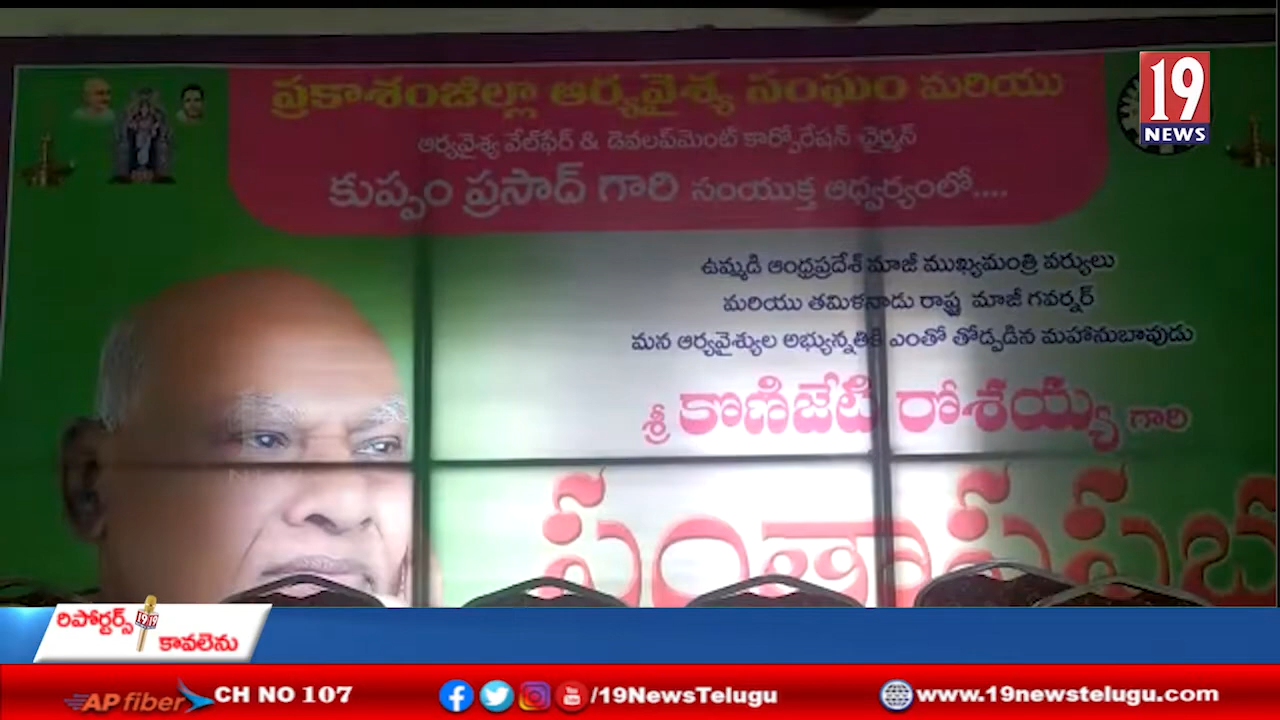 ప్రకాశంజిల్లా ఆర్యవైశ్య సంఘం మరియు
ఆర్యవైశ్య వేల్‌ఫేర్ & డెవలప్‌మెంట్ కార్పోరేషన్ ఛైర్మన్
కుప్పం ప్రసాద్ గారి సంయుక్త ఆధ్వర్యంలో....
ఉమ్మడి ఆంధ్రప్రదేశ్ మాజీ ముఖ్యమంత్రి వర్యులు
మరియు తమిళనాడు రాష్ట్ర మాజీ గవర్నర్
మన ఆర్యవైశ్యుల అభ్యున్నతికి ఎంతో తోడ్పడిన మహానుబావుడు
శ్రీ కొణిజేటి రోశయ్య గారి
సంతాపసభ
19
NEWS
రిపోర్టర్స్
1919
కావలెను
AP fiber CH NO 107
/19NewsTelugu
www.19newstelugu.com